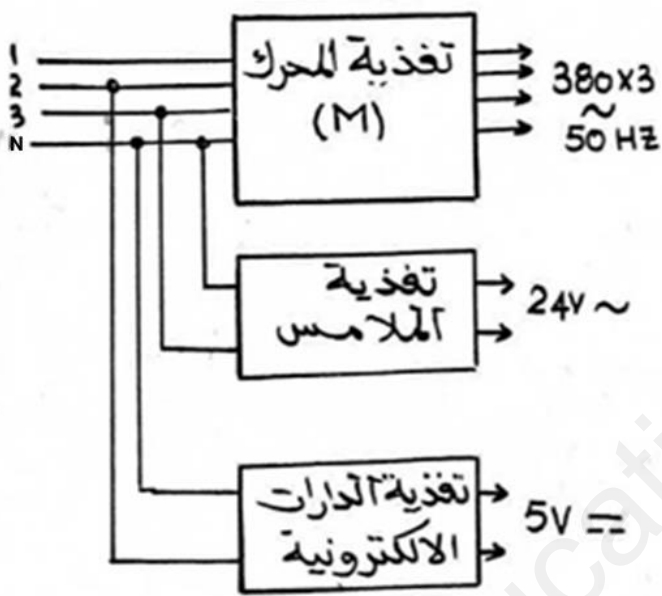 1
2
3
N
تغذية المحرك
(M)
380x3
~
50 HZ
تغذية
الملامس
24V ~
تغذية الدارات
الالكترونية
5V ⎓